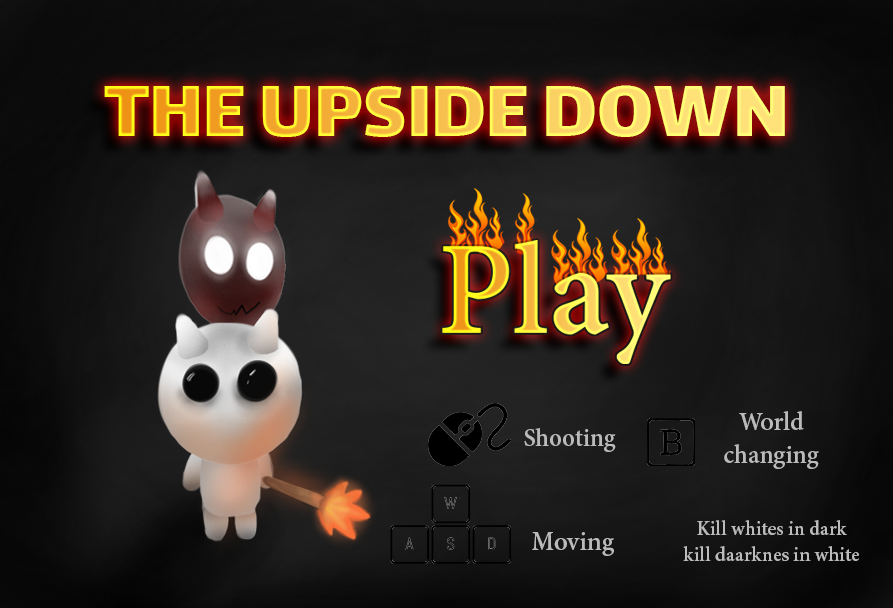 THE UPSIDE DOWN
Play
Shooting
B
World
changing
W
A S D
Moving
Kill whites in dark
kill daarknes in white